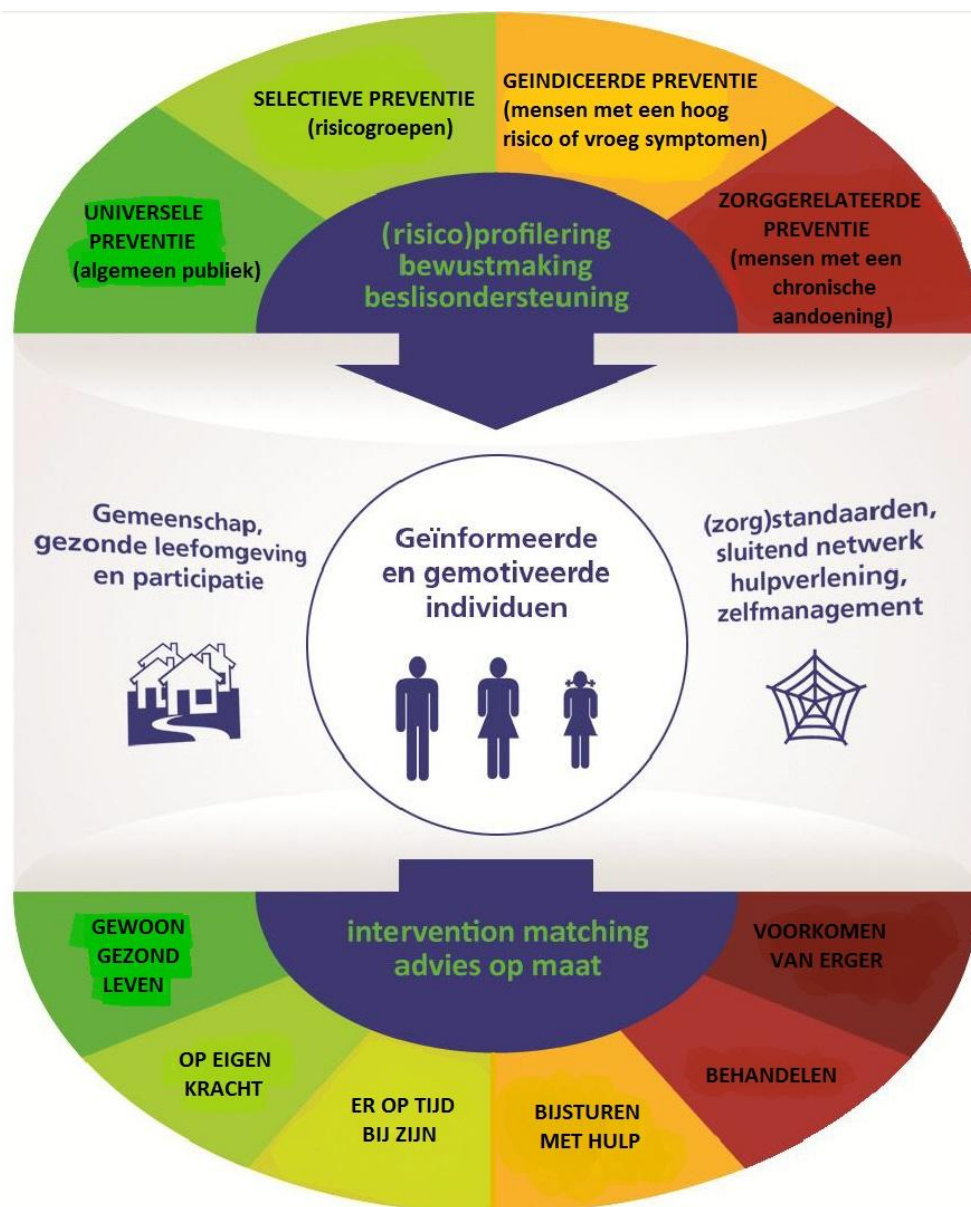 SELECTIEVE PREVENTIE
(risicogroepen)
GEINDICEERDE PREVENTIE
(mensen met een hoog
risico of vroeg symptomen)
UNIVERSELE
PREVENTIE
(algemeen publiek)
ZORGGERELATEERDE
PREVENTIE
(mensen met een
chronische
aandoening)
(risico)profilering
bewustmaking
beslisondersteuning
Gemeenschap,
gezonde leefomgeving
en participatie
Geïnformeerde
en gemotiveerde
individuen
(zorg)standaarden,
sluitend netwerk
hulpverlening,
zelfmanagement
intervention matching
advies op maat
GEWOON
GEZOND
LEVEN
OP EIGEN
KRACHT
ER OP TIJD
BIJ ZIJN
BIJSTUREN
MET HULP
BEHANDELEN
VOORKOMEN
VAN ERGER